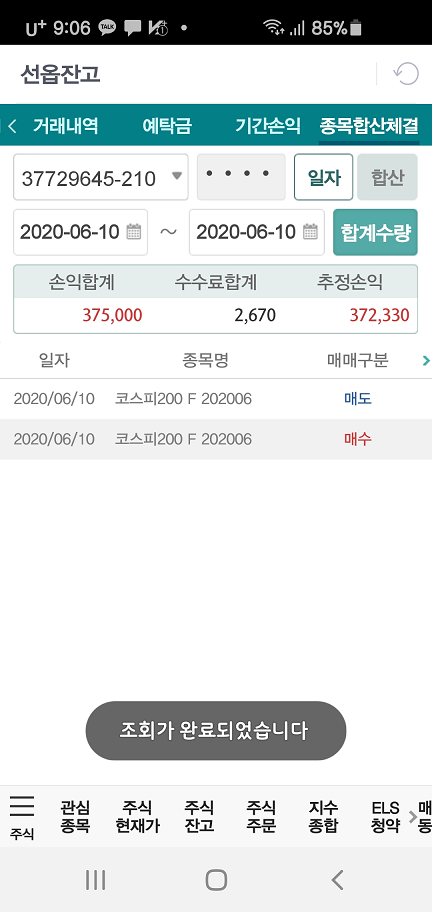 U+ 9:06 TALK 85%
선옵잔고
거래내역 예탁금 기간손익 종목합산체결
37729645-210 일자 합산
2020-06-10 ~ 2020-06-10 합계수량
손익합계 수수료합계 추정손익
375,000 2,670 372,330
일자 종목명 매매구분
2020/06/10 코스피200 F 202006 매도
2020/06/10 코스피200 F 202006 매수
조회가 완료되었습니다
주식
관심 주식 주식 주식 지수 ELS 매
종목 현재가 잔고 주문 종합 청약 동